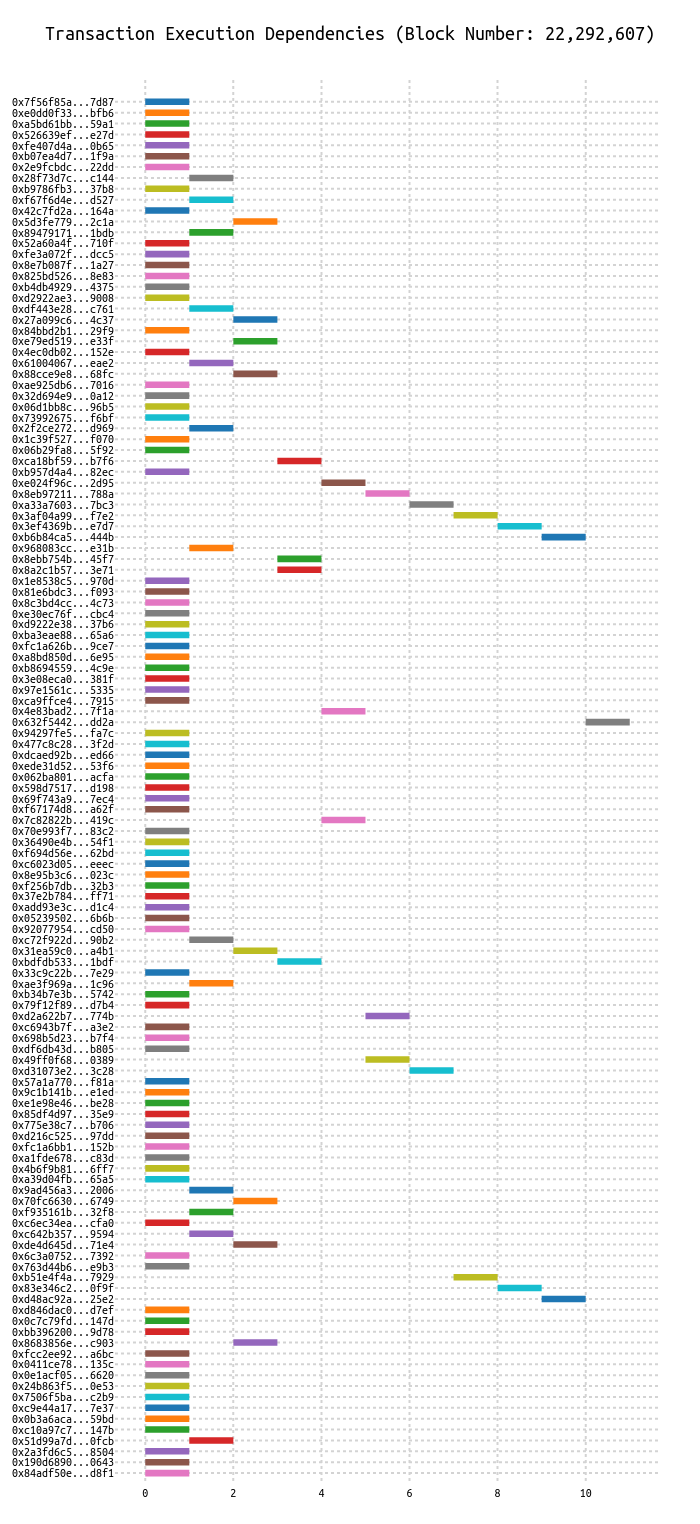 Transaction Execution Dependencies (Block Number: 22,292,607)
0x7f56f85a...7d87
0xe0dd0f33...bfb6
0xa5bd61bb...59a1
0x526639ef...e27d
0xfe407d4a...0b65
0xb07ea4d7...1f9a
0x2e9fcbdc...22dd
0x28f73d7c...c144
0xb9786fb3...37b8
0xf67f6d4e...d527
0x42c7fd2a...164a
0x5d3fe779...2c1a
0x89479171...1bdb
0x52a60a4f...710f
0xfe3a072f...dcc5
0x8e7b087f...1a27
0x825bd526...8e83
0xb4db4929...4375
0xd2922ae3...9008
0xdf443e28...c761
0x27a099c6...4c37
0x84bbd2b1...29f9
0xe79ed519...e33f
0x4ec0db02...152e
0x61004067...eae2
0x88cce9e8...68fc
0xae925db6...7016
0x32d694e9...0a12
0x06d1bb8c...96b5
0x73992675...f6bf
0x2f2ce272...d969
0x1c39f527...f070
0x06b29fa8...5f92
0xca18bf59...b7f6
0xb957d4a4...82ec
0xe024f96c...2d95
0x8eb97211...788a
0xa33a7603...7bc3
0x3af04a99...f7e2
0x3ef4369b...e7d7
0xb6b84ca5...444b
0x968083cc...e31b
0x8ebb754b...45f7
0x8a2c1b57...3e71
0x1e8538c5...970d
0x81e6bdc3...f093
0x8c3bd4cc...4c73
0xe30ec76f...cbc4
0xd9222e38...37b6
0xba3eae88...65a6
0xfc1a626b...9ce7
0xa8bd850d...6e95
0xb8694559...4c9e
0x3e08eca0...381f
0x97e1561c...5335
0xca9ffce4...7915
0x4e83bad2...7f1a
0x632f5442...dd2a
0x94297fe5...fa7c
0x477c8c28...3f2d
0xdcaed92b...ed66
0xede31d52...53f6
0x062ba801...acfa
0x598d7517...d198
0x69f743a9...7ec4
0xf67174d8...a62f
0x7c82822b...419c
0x70e993f7...83c2
0x36490e4b...54f1
0xf694d56e...62bd
0xc6023d05...eeec
0x8e95b3c6...023c
0xf256b7db...32b3
0x37e2b784...ff71
0xadd93e3c...d1c4
0x05239502...6b6b
0x92077954...cd50
0xc72f922d...90b2
0x31ea59c0...a4b1
0xbdfdb533...1bdf
0x33c9c22b...7e29
0xae3f969a...1c96
0xb34b7e3b...5742
0x79f12f89...d7b4
0xd2a622b7...774b
0xc6943b7f...a3e2
0x698b5d23...b7f4
0xdf6db43d...b805
0x49ff0f68...0389
0xd31073e2...3c28
0x57a1a770...f81a
0x9c1b141b...e1ed
0xe1e98e46...be28
0x85df4d97...35e9
0x775e38c7...b706
0xd216c525...97dd
0xfc1a6bb1...152b
0xa1fde678...c83d
0x4b6f9b81...6ff7
0xa39d04fb...65a5
0x9ad456a3...2006
0x70fc6630...6749
0xf935161b...32f8
0xc6ec34ea...cfa0
0xc642b357...9594
0xde4d645d...71e4
0x6c3a0752...7392
0x763d44b6...e9b3
0xb51e4f4a...7929
0x83e346c2...0f9f
0xd48ac92a...25e2
0xd846dac0...d7ef
0x0c7c79fd...147d
0xbb396200...9d78
0x8683856e...c903
0xfcc2ee92...a6bc
0x0411ce78...135c
0x0e1acf05...6620
0x24b863f5...0e53
0x7506f5ba...c2b9
0xc9e44a17...7e37
0x0b3a6aca...59bd
0xc10a97c7...147b
0x51d99a7d...0fcb
0x2a3fd6c5...8504
0x190d6890...0643
0x84adf50e...d8f1
0 2 4 6 8 10